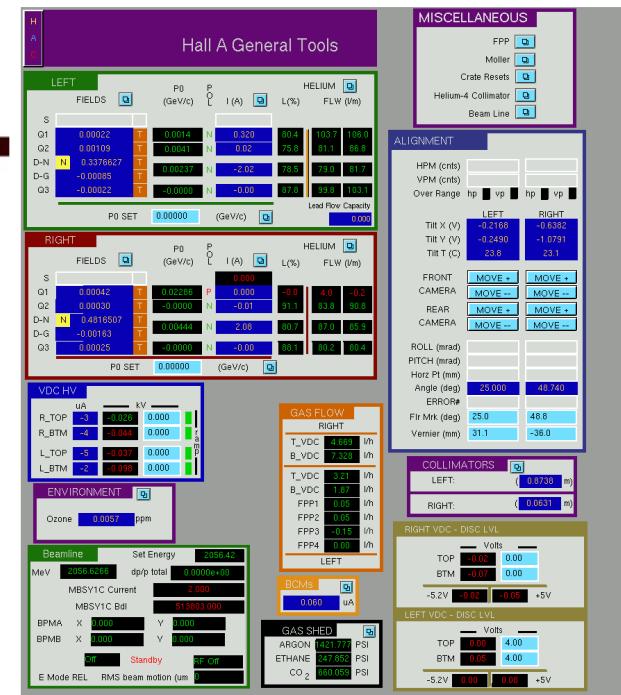 H
A
C
Hall A General Tools
MISCELLANEOUS
FPP
Moller
Crate Resets
Helium-4 Collimator
Beam Line
LEFT
FIELDS P0 (GeV/c) POL I (A) L(%) HELIUM FLW (l/m)
S
Q1 0.00022 T 0.0014 N 0.320 80.4 103.7 106.0
Q2 0.00109 T 0.0041 N 0.02 75.8 81.1 86.8
D-N N 0.3376627 T 0.00237 N -2.02 78.5 79.0 81.7
D-G -0.00085
Q3 -0.00022 T -0.0000 N -0.00 87.8 99.8 103.1
Lead Flow Capacity
P0 SET 0.00000 (GeV/c) 0.000
RIGHT
FIELDS P0 (GeV/c) POL I (A) L(%) HELIUM FLW (l/m)
S 0.000
Q1 0.00042 T 0.02286 P 0.000 -0.0 4.0 -0.2
Q2 0.00030 T -0.0000 N -0.01 91.1 83.8 90.8
D-N N 0.4816507 T 0.00444 N 2.08 80.7 87.0 85.9
D-G -0.00163
Q3 0.00025 T -0.0000 N -0.00 88.1 80.2 80.4
P0 SET 0.00000 (GeV/c)
ALIGNMENT
HPM (cnts)
VPM (cnts)
Over Range hp vp hp vp
LEFT RIGHT
Tilt X (V) -0.2168 -0.6382
Tilt Y (V) -0.2490 -1.0791
Tilt T (C) 23.8 23.1
FRONT CAMERA MOVE + MOVE +
MOVE -- MOVE --
REAR CAMERA MOVE + MOVE +
MOVE -- MOVE --
ROLL (mrad)
PITCH (mrad)
Horz Pt (mm)
Angle (deg) 25.000 48.740
ERROR#
Flr Mrk (deg) 25.0 48.8
Vernier (mm) 31.1 -36.0
VDC HV
uA kV
R_TOP -3 -0.026 0.000
R_BTM -4 -0.044 0.000
L_TOP -5 -0.037 0.000
L_BTM -2 -0.098 0.000
ramp
GAS FLOW
RIGHT
T_VDC 4.669 l/h
B_VDC 7.328 l/h
T_VDC 3.21 l/h
B_VDC 1.87 l/h
FPP1 0.05 l/h
FPP2 0.05 l/h
FPP3 -0.15 l/h
FPP4 0.00 l/h
LEFT
COLLIMATORS
LEFT: ( 0.8738 m)
RIGHT: ( 0.0631 m)
ENVIRONMENT
Ozone 0.0057 ppm
RIGHT VDC - DISC LVL
Volts
TOP -0.02 0.00
BTM -0.07 0.00
-5.2V -0.02 -0.06 +5V
LEFT VDC - DISC LVL
Volts
TOP 0.08 4.00
BTM 0.05 4.00
-5.2V 0.00 0.08 +5V
Beamline Set Energy 2056.42
MeV 2056.6266 dp/p total 0.0000e+00
MBSY1C Current 2.000
MBSY1C Bdl 513083.000
BPMA X 0.000 Y 0.000
BPMB X 0.000 Y 0.000
Off Standby RF Off
E Mode REL RMS beam motion (um 0
BCMs
0.060 uA
GAS SHED
ARGON 1421.777 PSI
ETHANE 247.652 PSI
CO2 860.059 PSI